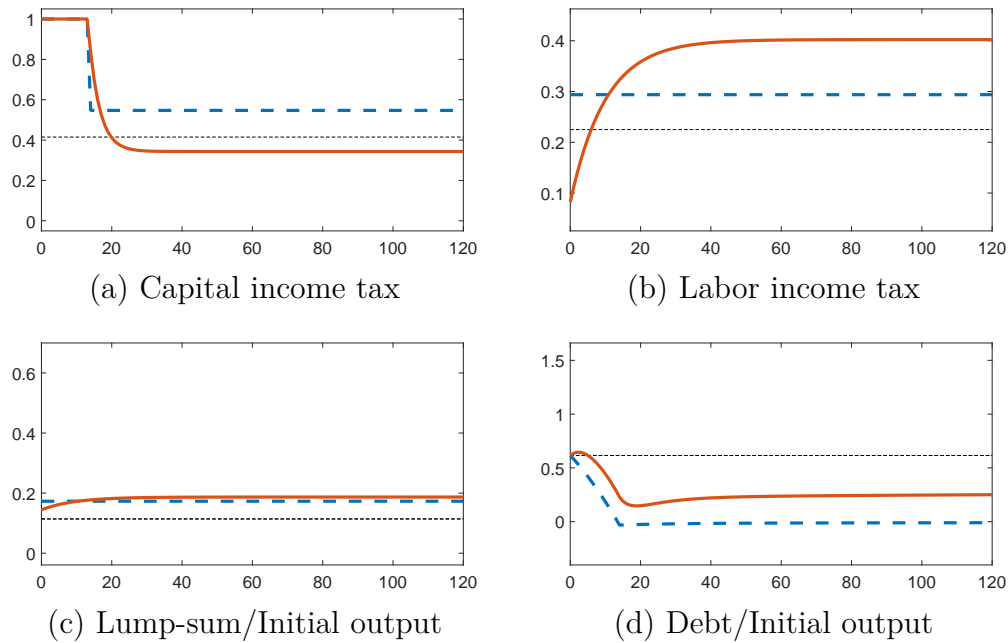 1
0.8
0.6
0.4
0.2
0
0 20 40 60 80 100 120
(a) Capital income tax
0.4
0.3
0.2
0.1
0 20 40 60 80 100 120
(b) Labor income tax
0.6
0.4
0.2
0
0 20 40 60 80 100 120
(c) Lump-sum/Initial output
1.5
1
0.5
0
0 20 40 60 80 100 120
(d) Debt/Initial output